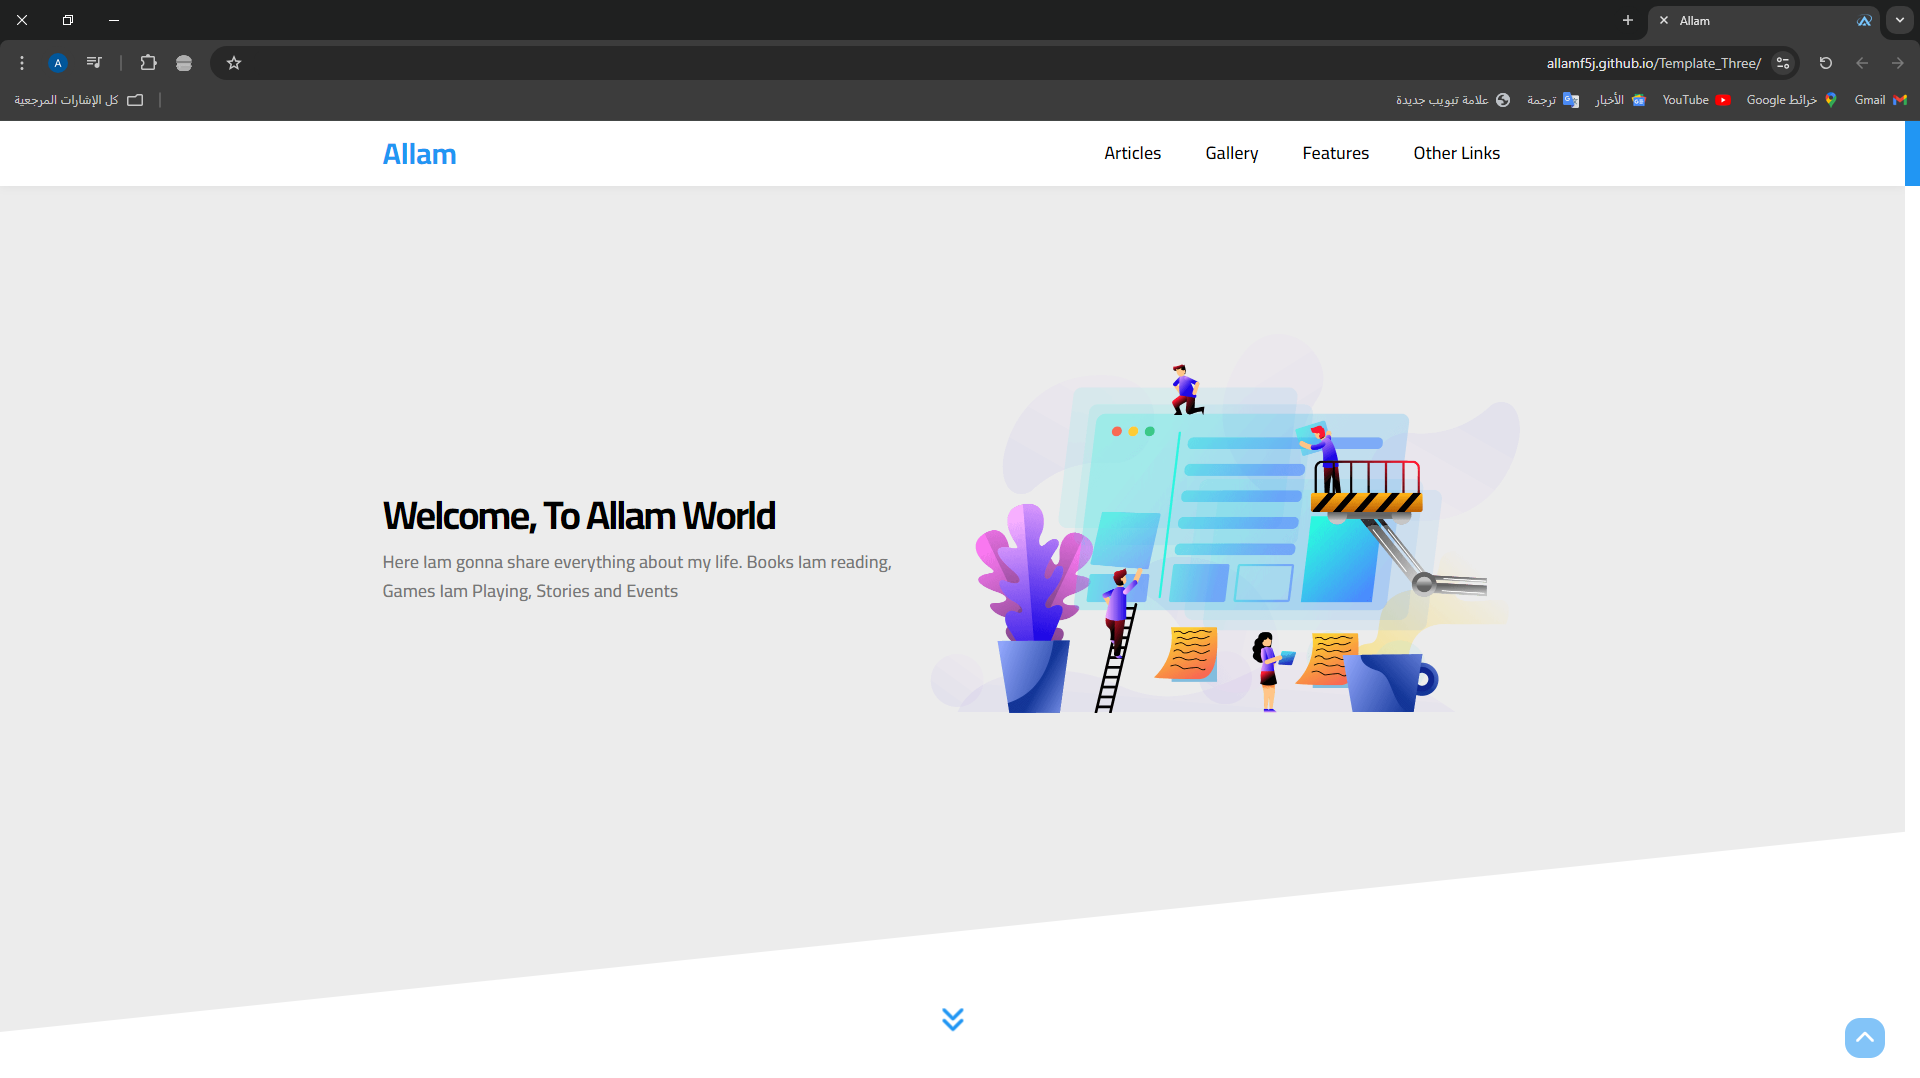 Allam
A
allamf5j.github.io/Template_Three/
Gmail
خرائط Google
YouTube
الأخبار
ترجمة
علامة تبويب جديدة
كل الإشارات المرجعية
Allam
Articles
Gallery
Features
Other Links
Welcome, To Allam World
Here Iam gonna share everything about my life. Books Iam reading,
Games Iam Playing, Stories and Events